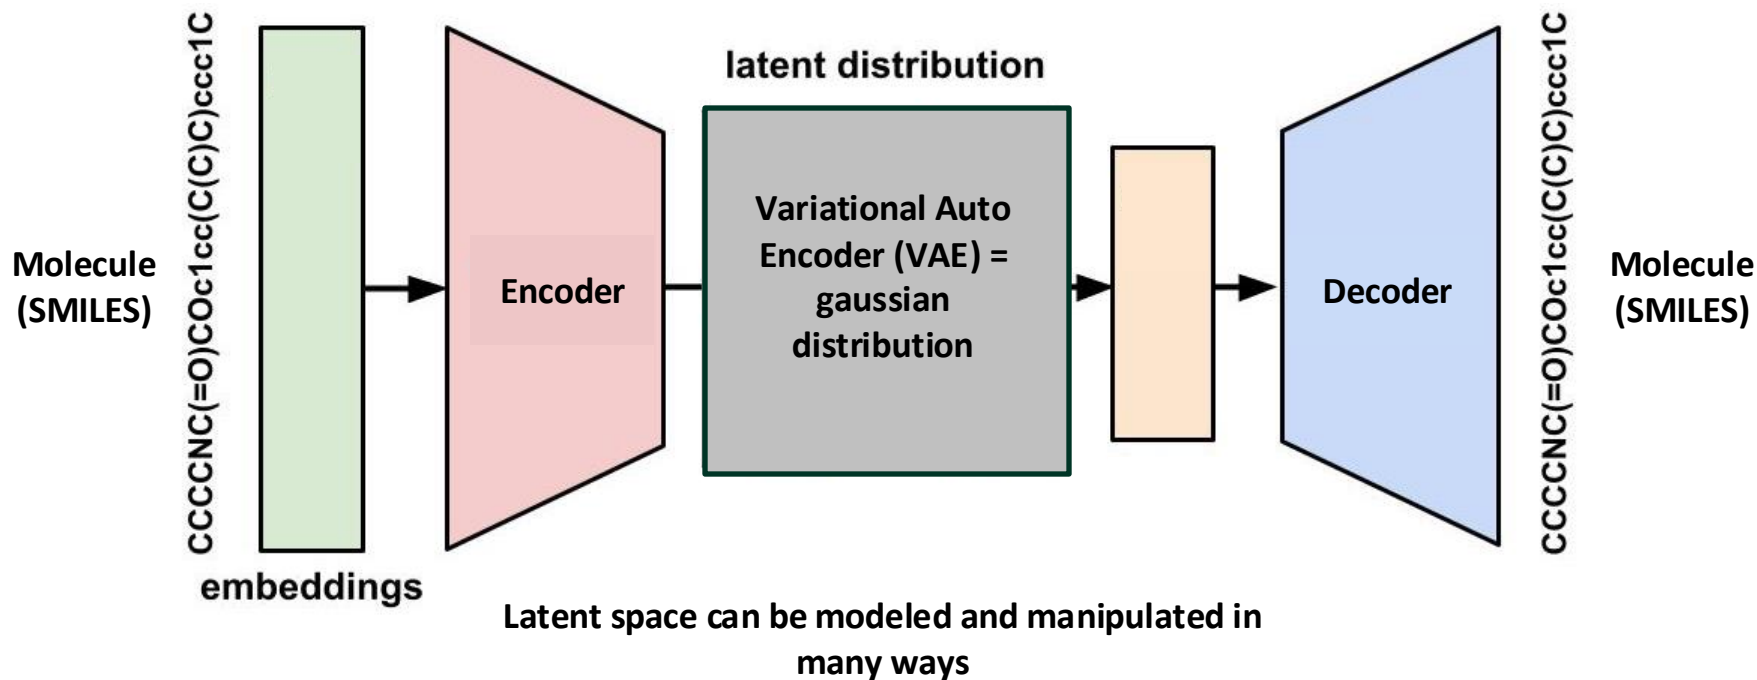 Molecule
(SMILES)
CCCCNC(=O)COc1cc(C(C)C)ccc1C
embeddings
Encoder
latent distribution
Variational Auto
Encoder (VAE) =
gaussian
distribution
Decoder
CCCCNC(=O)COc1cc(C(C)C)ccc1C
Molecule
(SMILES)
Latent space can be modeled and manipulated in
many ways